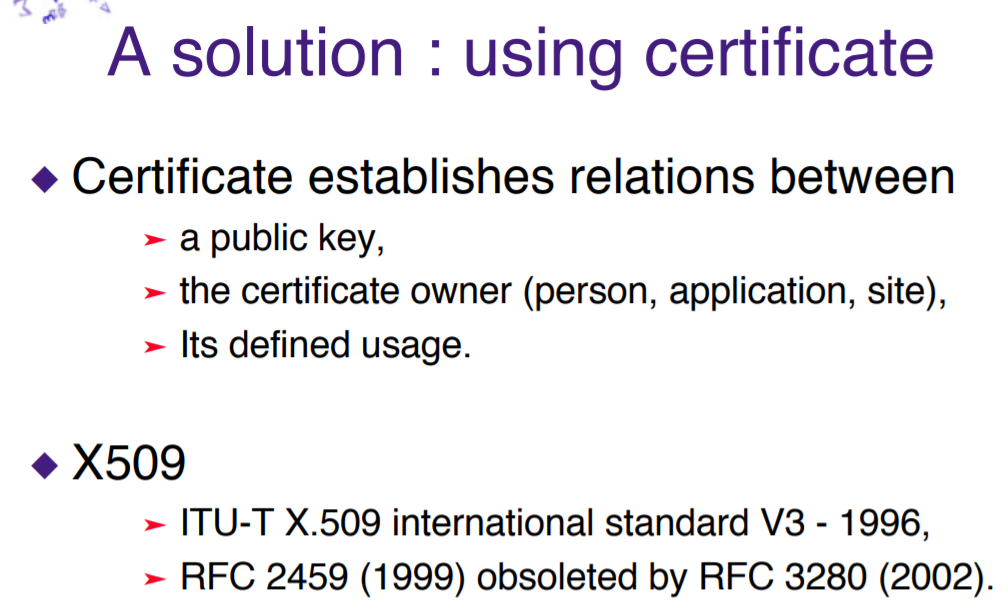 A solution : using certificate
Certificate establishes relations between
a public key,
the certificate owner (person, application, site),
Its defined usage.
X509
ITU-T X.509 international standard V3 - 1996,
RFC 2459 (1999) obsoleted by RFC 3280 (2002).